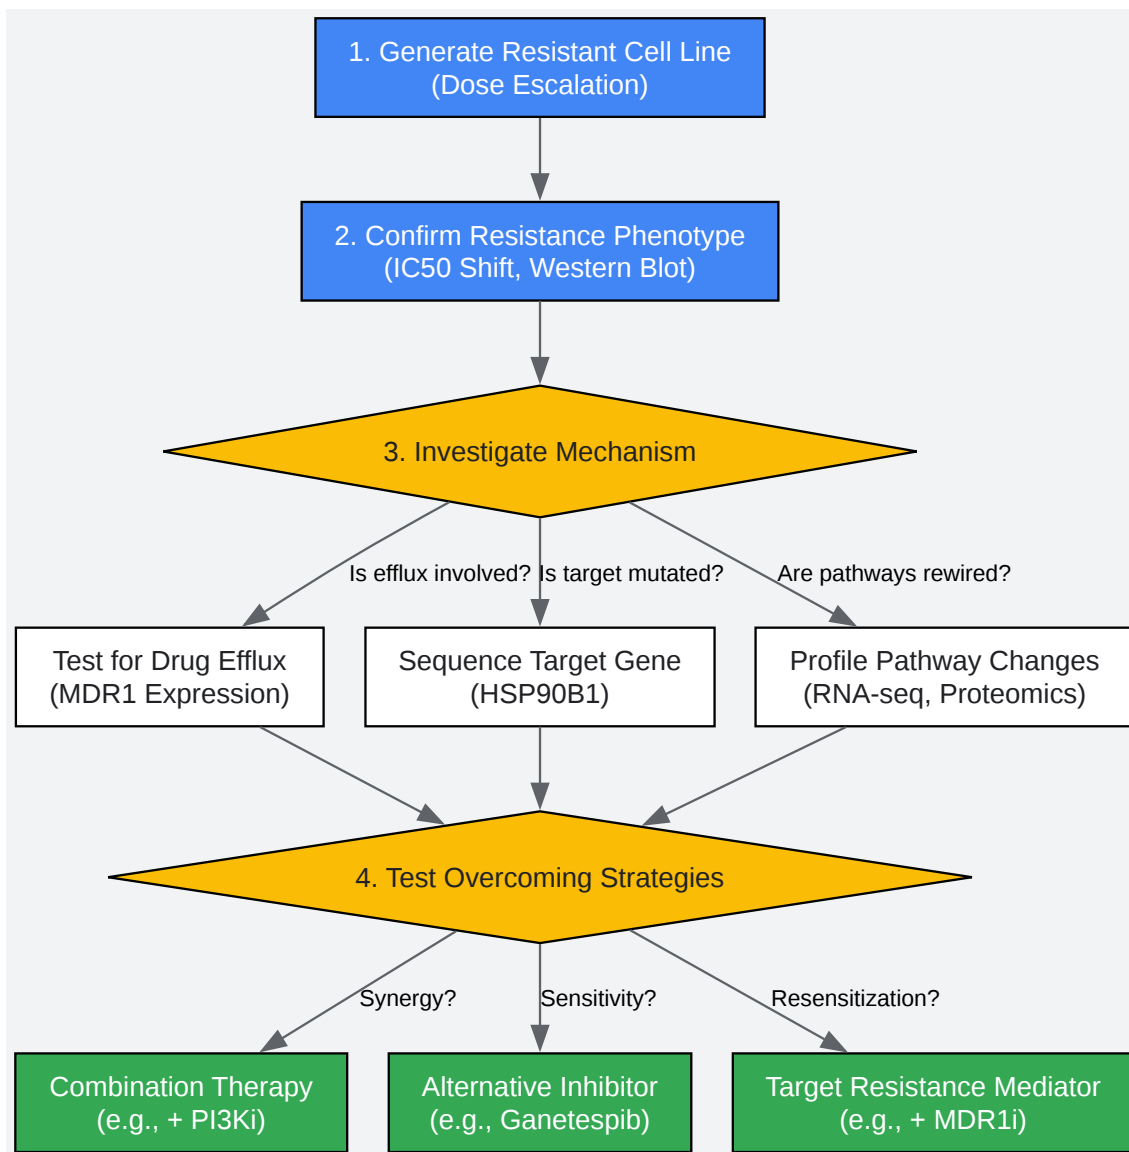 1. Generate Resistant Cell Line
(Dose Escalation)
2. Confirm Resistance Phenotype
(IC50 Shift, Western Blot)
3. Investigate Mechanism
Is efflux involved?
Is target mutated?
Are pathways rewired?
Test for Drug Efflux
(MDR1 Expression)
Sequence Target Gene
(HSP90B1)
Profile Pathway Changes
(RNA-seq, Proteomics)
4. Test Overcoming Strategies
Synergy?
Sensitivity?
Resensitization?
Combination Therapy
(e.g., + PI3Ki)
Alternative Inhibitor
(e.g., Ganetespib)
Target Resistance Mediator
(e.g., + MDR1i)